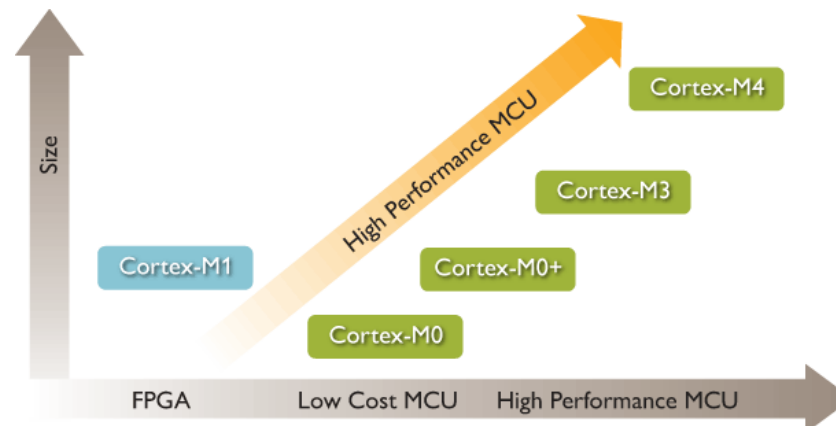 Size
High Performance MCU
Cortex-M4
Cortex-M3
Cortex-M1
Cortex-M0+
Cortex-M0
FPGA
Low Cost MCU
High Performance MCU